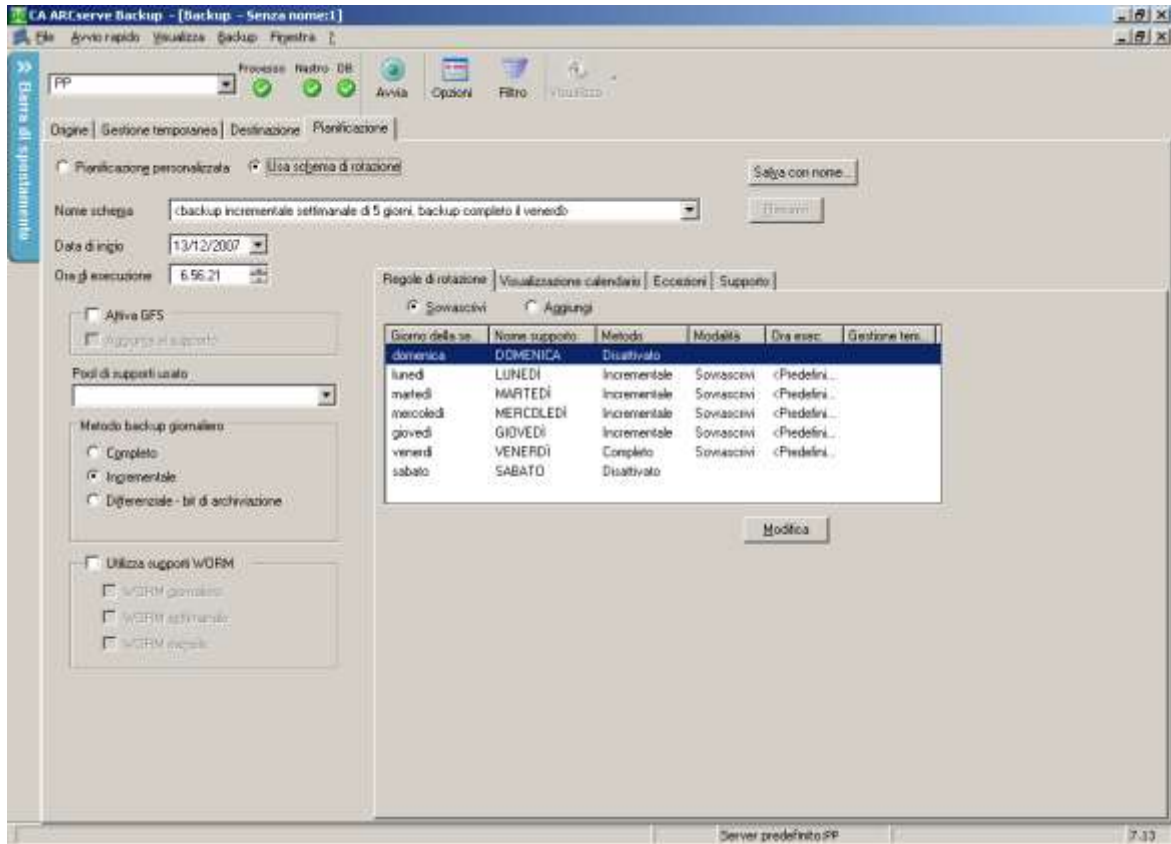 CA ARCserve Backup - [Backup - Senza nome:1]
File Avvio rapido Visualizza Backup Finestra ?
Barra di spostamento
PP
Processo Nastro DB
Avvia Opzioni Filtro Visualizza
Origine Gestione temporanea Destinazione Pianificazione
Pianificazione personalizzata Usa schema di rotazione
Salva con nome...
Nome schema <backup incrementale settimanale di 5 giorni, backup completo il venerdì>
Rimuovi
Data di inizio 13/12/2007
Ora di esecuzione 6.56.21
Regole di rotazione Visualizzazione calendario Eccezioni Supporto
Sovrascrivi Aggiungi
Attiva GFS
Aggiungi al supporto
Pool di supporti usato
Metodo backup giornaliero
Completo
Incrementale
Differenziale - bit di archiviazione
Utilizza supporti WORM
WORM giornaliero
WORM settimanale
WORM mensile
Giorno della se... Nome supporto Metodo Modalità Ora esec. Gestione tem...
domenica DOMENICA Disattivato
lunedì LUNEDÌ Incrementale Sovrascrivi <Predefini...
martedì MARTEDÌ Incrementale Sovrascrivi <Predefini...
mercoledì MERCOLEDÌ Incrementale Sovrascrivi <Predefini...
giovedì GIOVEDÌ Incrementale Sovrascrivi <Predefini...
venerdì VENERDÌ Completo Sovrascrivi <Predefini...
sabato SABATO Disattivato
Modifica
Server predefinito:PP
7.13